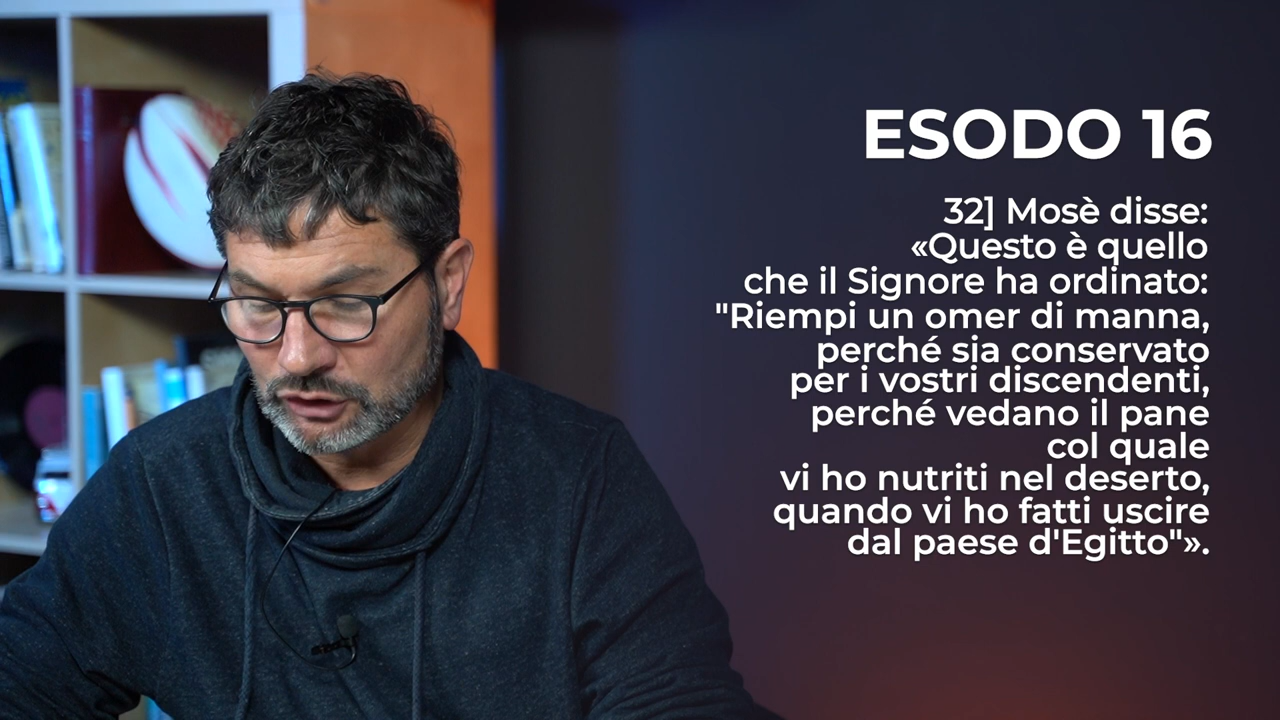 ESODO 16
32] Mosè disse:
«Questo è quello
che il Signore ha ordinato:
"Riempi un omer di manna,
perché sia conservato
per i vostri discendenti,
perché vedano il pane
col quale
vi ho nutriti nel deserto,
quando vi ho fatti uscire
dal paese d'Egitto"».